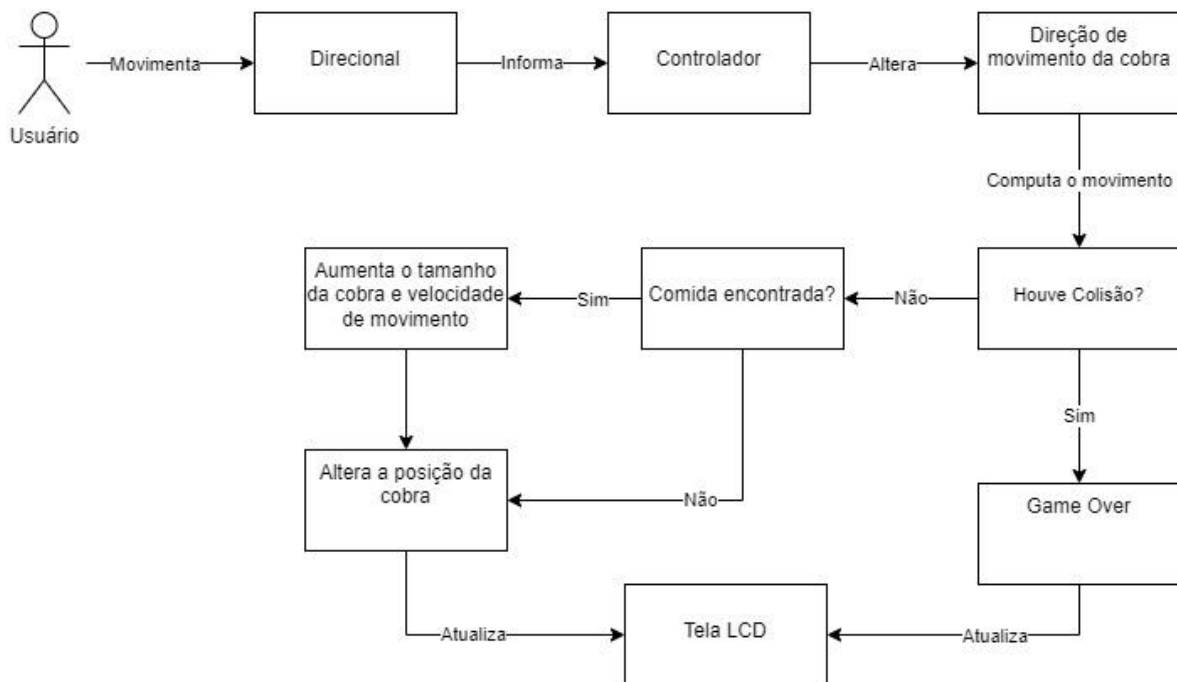 Usuário
Movimenta
Direcional
Informa
Controlador
Altera
Direção de
movimento da cobra
Computa o movimento
Houve Colisão?
Não
Comida encontrada?
Sim
Aumenta o tamanho
da cobra e velocidade
de movimento
Sim
Altera a posição da
cobra
Não
Game Over
Atualiza
Tela LCD
Atualiza